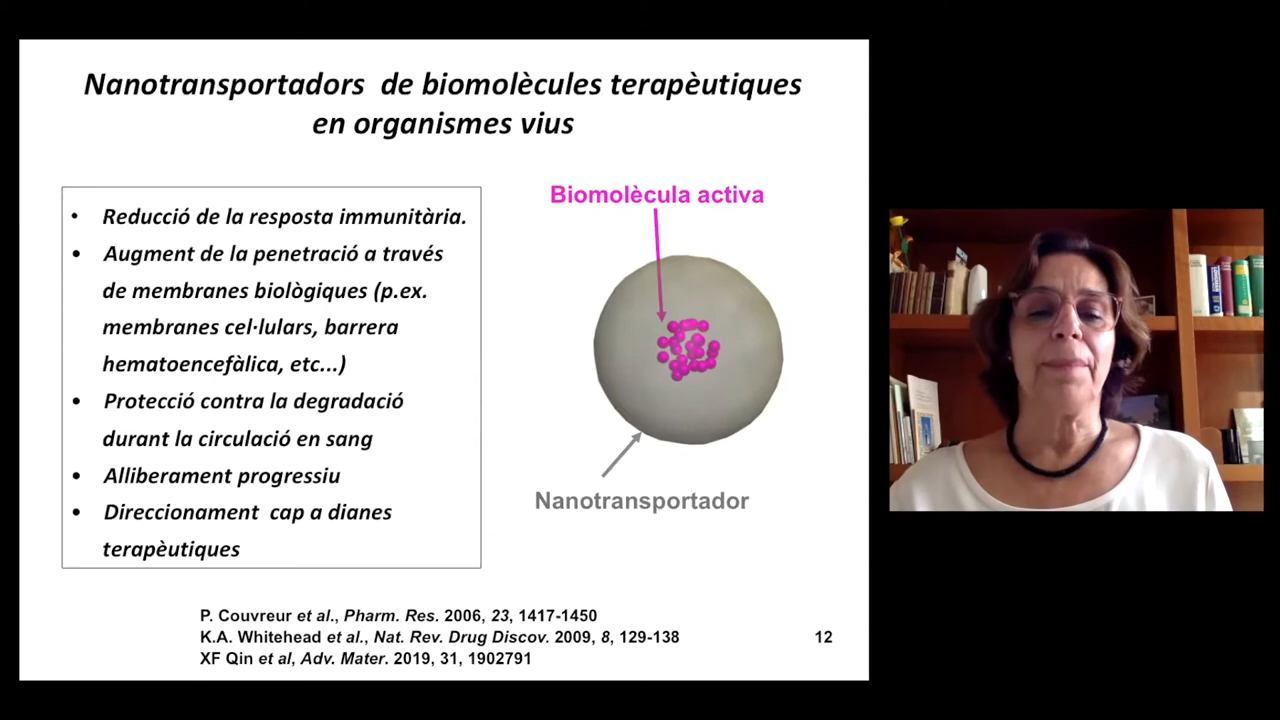 Nanotransportadors de biomolècules terapèutiques
en organismes vius
• Reducció de la resposta immunitària.
• Augment de la penetració a través
de membranes biològiques (p.ex.
membranes cel·lulars, barrera
hematoencefàlica, etc...)
• Protecció contra la degradació
durant la circulació en sang
• Alliberament progressiu
• Direccionament cap a dianes
terapèutiques
Biomolècula activa
Nanotransportador
P. Couvreur et al., Pharm. Res. 2006, 23, 1417-1450
K.A. Whitehead et al., Nat. Rev. Drug Discov. 2009, 8, 129-138
XF Qin et al, Adv. Mater. 2019, 31, 1902791
12